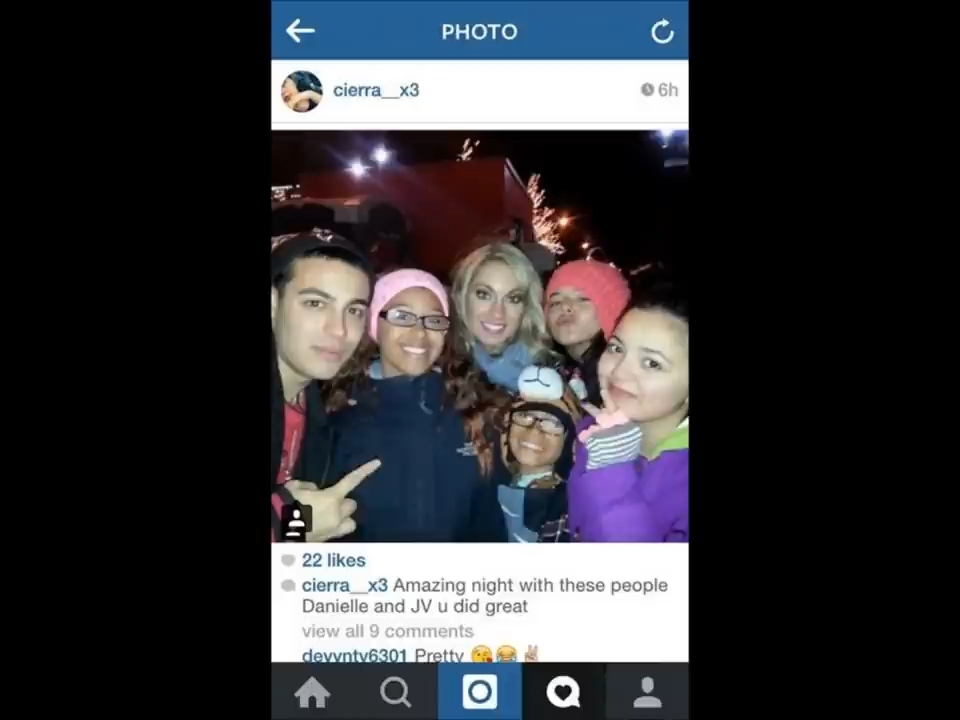 PHOTO
cierra__x3
6h
22 likes
cierra__x3 Amazing night with these people
Danielle and JV u did great
view all 9 comments
devynty6301 Pretty 😘😂✌